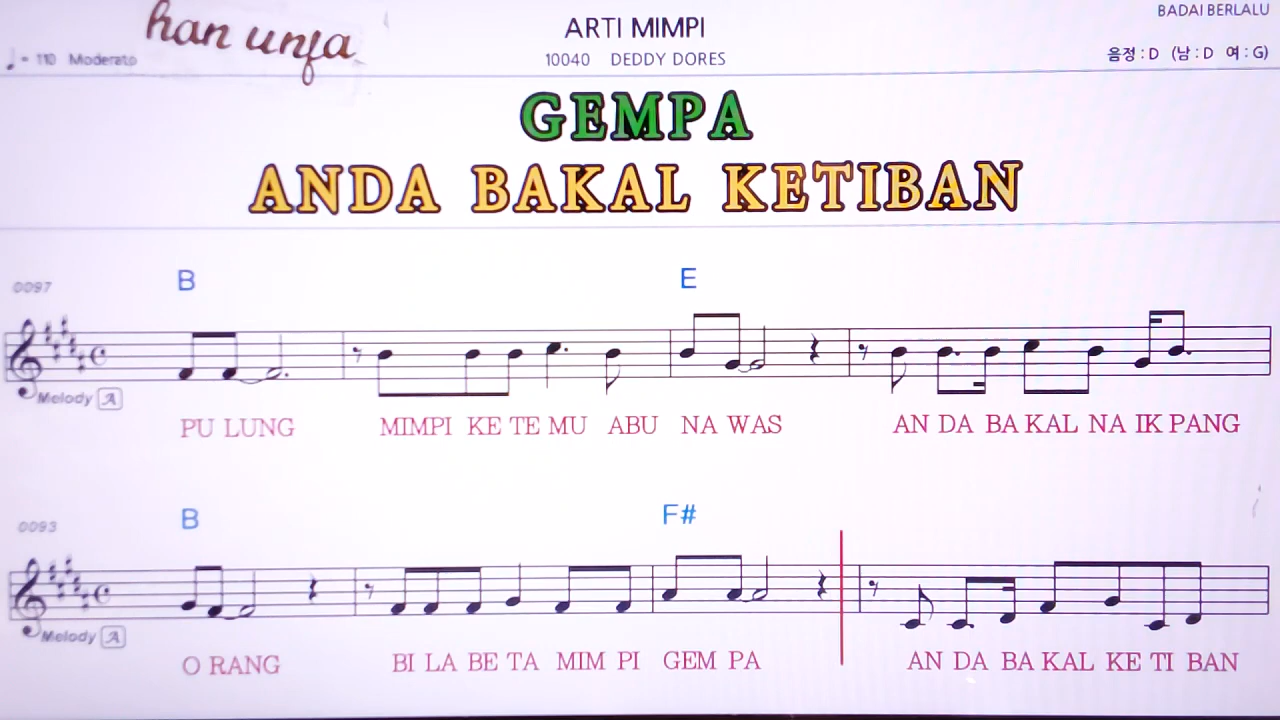 han unja
ARTI MIMPI
BADAI BERLALU
♩ = 110 Moderato
10040 DEDDY DORES
음정 : D (남 : D 여 : G)
GEMPA
ANDA BAKAL KETIBAN
0097
B E
Melody A
PU LUNG MIMPI KE TE MU ABU NA WAS AN DA BA KAL NA IK PANG
0093
B F#
Melody A
O RANG BI LA BE TA MIM PI GEM PA AN DA BA KAL KE TI BAN